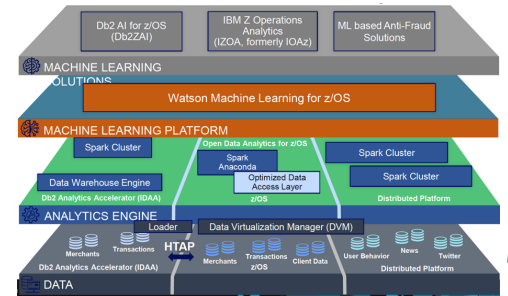 Db2 AI for z/OS
(Db2ZAI)
IBM Z Operations
Analytics
(IZOA, formerly IOAz)
ML based Anti-Fraud
Solutions
MACHINE LEARNING
SOLUTIONS
Watson Machine Learning for z/OS
MACHINE LEARNING PLATFORM
Spark Cluster
Data Warehouse Engine
Db2 Analytics Accelerator (IDAA)
Open Data Analytics for z/OS
Spark
Anaconda
Optimized Data
Access Layer
z/OS
Spark Cluster
Spark Cluster
Distributed Platform
ANALYTICS ENGINE
Loader
Data Virtualization Manager (DVM)
Merchants
Transactions
Db2 Analytics Accelerator (IDAA)
HTAP
Merchants
Transactions
Client Data
z/OS
User Behavior
News
Twitter
Distributed Platform
DATA